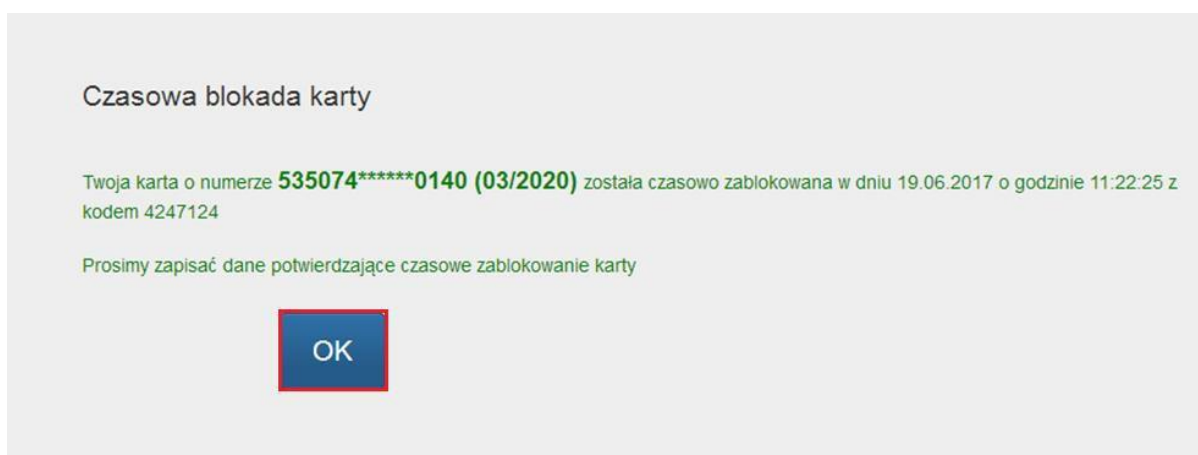 Czasowa blokada karty
Twoja karta o numerze 535074******0140 (03/2020) została czasowo zablokowana w dniu 19.06.2017 o godzinie 11:22:25 z
kodem 4247124
Prosimy zapisać dane potwierdzające czasowe zablokowanie karty
OK